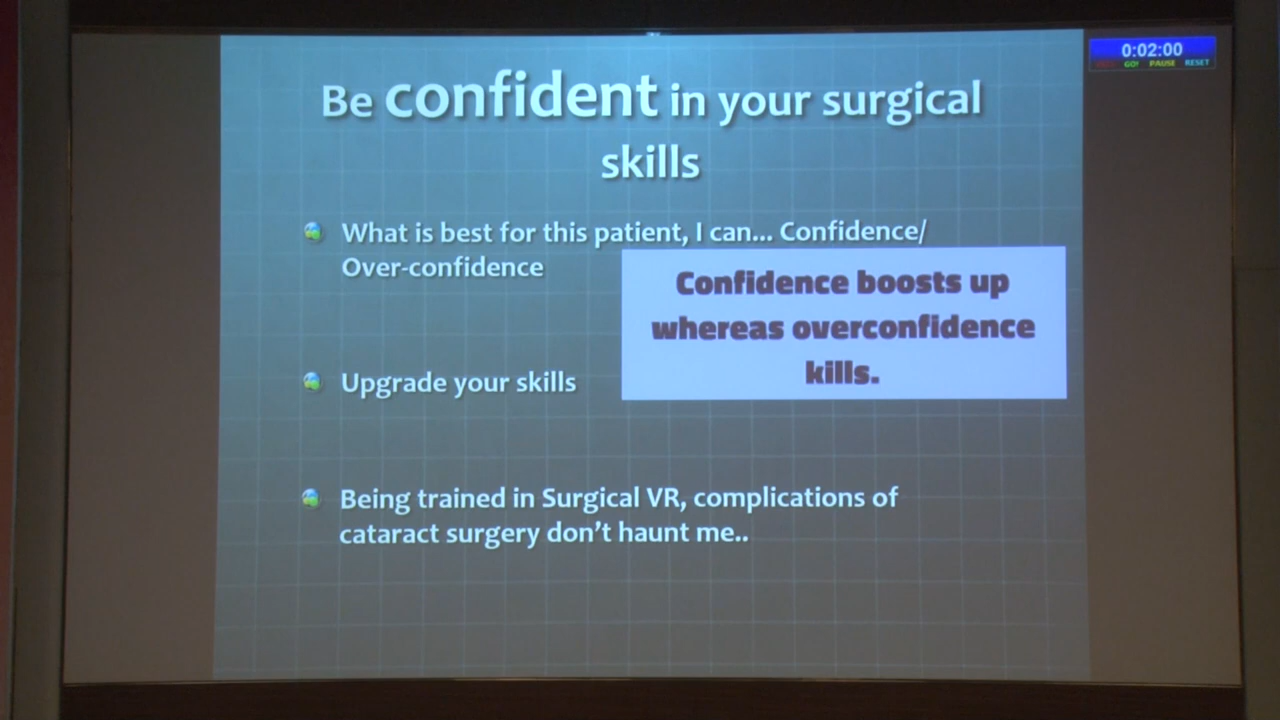 0:02:00
GO! PAUSE RESET
Be confident in your surgical
skills
What is best for this patient, I can... Confidence/
Over-confidence
Confidence boosts up
whereas overconfidence
kills.
Upgrade your skills
Being trained in Surgical VR, complications of
cataract surgery don’t haunt me..